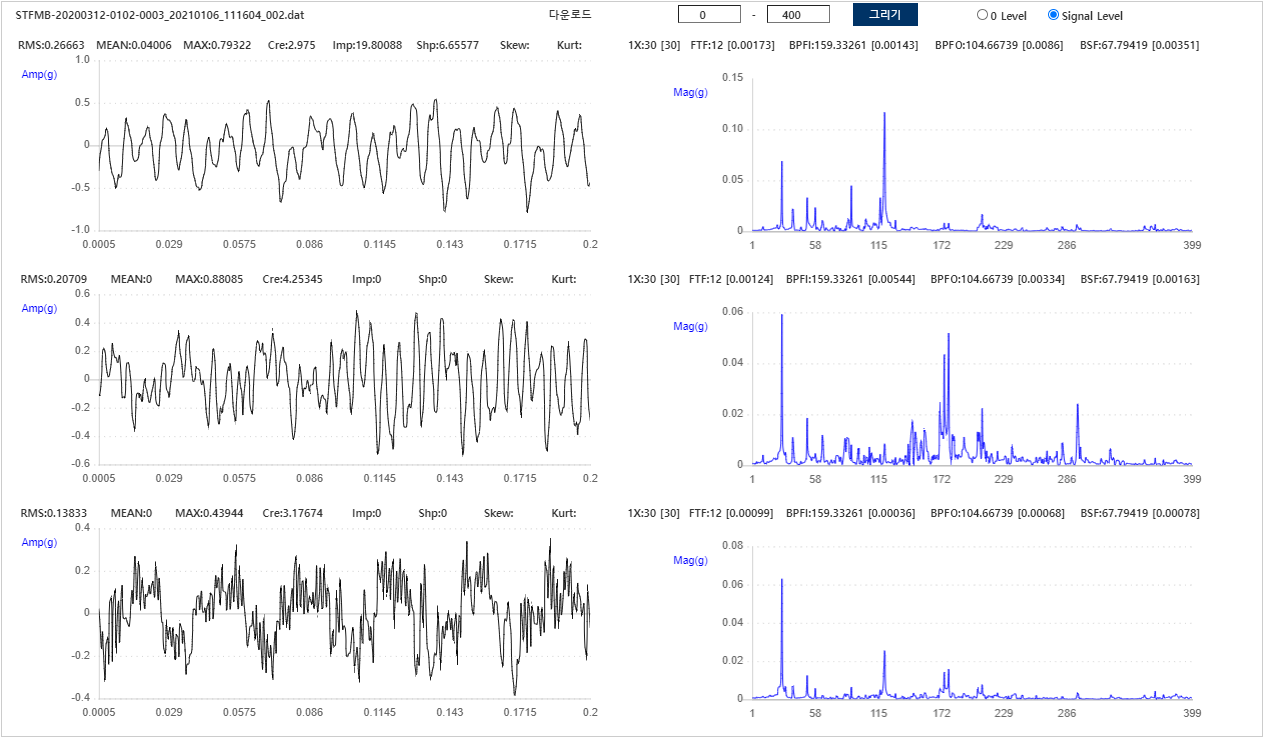 STFMB-20200312-0102-0003_20210106_111604_002.dat 다운로드 0 - 400 그리기 0 Level Signal Level
RMS:0.26663 MEAN:0.04006 MAX:0.79322 Cre:2.975 Imp:19.80088 Shp:6.65577 Skew: Kurt:
Amp(g)
1.0
0.5
0
-0.5
-1.0
0.0005 0.029 0.0575 0.086 0.1145 0.143 0.1715 0.2
1X:30 [30] FTF:12 [0.00173] BPFI:159.33261 [0.00143] BPFO:104.66739 [0.0086] BSF:67.79419 [0.00351]
Mag(g)
0.15
0.10
0.05
0
1 58 115 172 229 286 399
RMS:0.20709 MEAN:0 MAX:0.88085 Cre:4.25345 Imp:0 Shp:0 Skew: Kurt:
Amp(g)
0.6
0.4
0.2
0
-0.2
-0.4
-0.6
0.0005 0.029 0.0575 0.086 0.1145 0.143 0.1715 0.2
1X:30 [30] FTF:12 [0.00124] BPFI:159.33261 [0.00544] BPFO:104.66739 [0.00334] BSF:67.79419 [0.00163]
Mag(g)
0.06
0.04
0.02
0
1 58 115 172 229 286 399
RMS:0.13833 MEAN:0 MAX:0.43944 Cre:3.17674 Imp:0 Shp:0 Skew: Kurt:
Amp(g)
0.4
0.2
0
-0.2
-0.4
0.0005 0.029 0.0575 0.086 0.1145 0.143 0.1715 0.2
1X:30 [30] FTF:12 [0.00099] BPFI:159.33261 [0.00036] BPFO:104.66739 [0.00068] BSF:67.79419 [0.00078]
Mag(g)
0.08
0.06
0.04
0.02
0
1 58 115 172 229 286 399